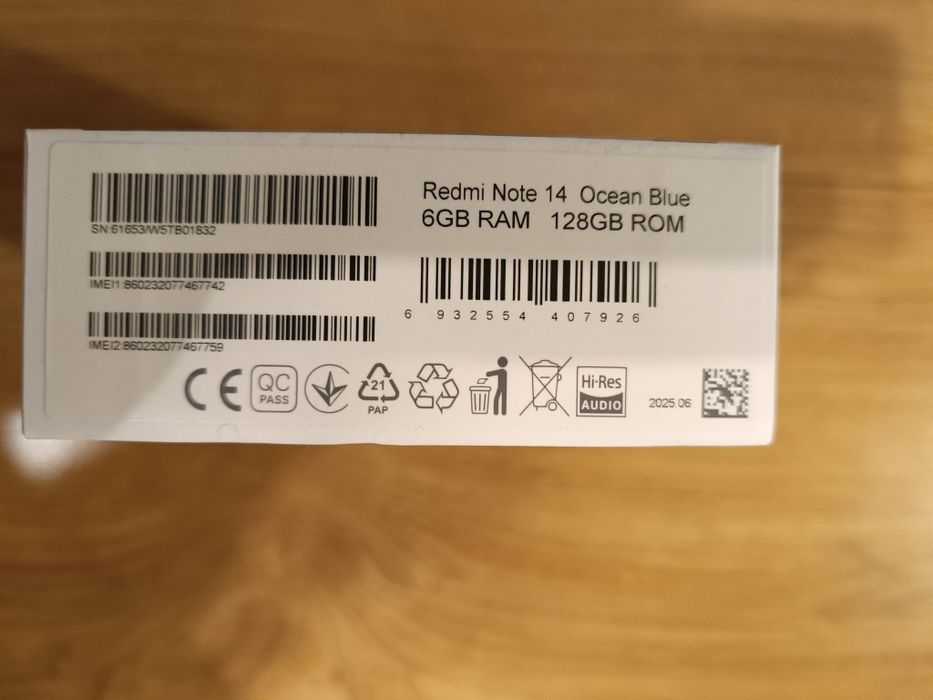 SN:61653/W5TB01832
IMEI1:860232077467742
IMEI2:860232077467759
Redmi Note 14 Ocean Blue
6GB RAM 128GB ROM
6 932554 407926
CE
QC
PASS
21
PAP
Hi-Res
AUDIO
2025.06